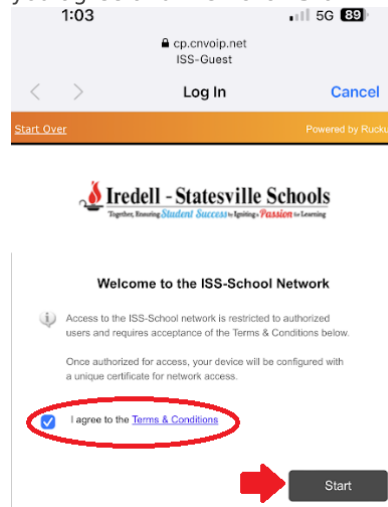 1:03 5G 89
cp.cnvoip.net
ISS-Guest
Log In Cancel
Start Over Powered by Ruckus
Iredell - Statesville Schools
Together, Ensuring Student Success by Igniting a Passion for Learning
Welcome to the ISS-School Network
Access to the ISS-School network is restricted to authorized
users and requires acceptance of the Terms & Conditions below.
Once authorized for access, your device will be configured with
a unique certificate for network access.
I agree to the Terms & Conditions
Start